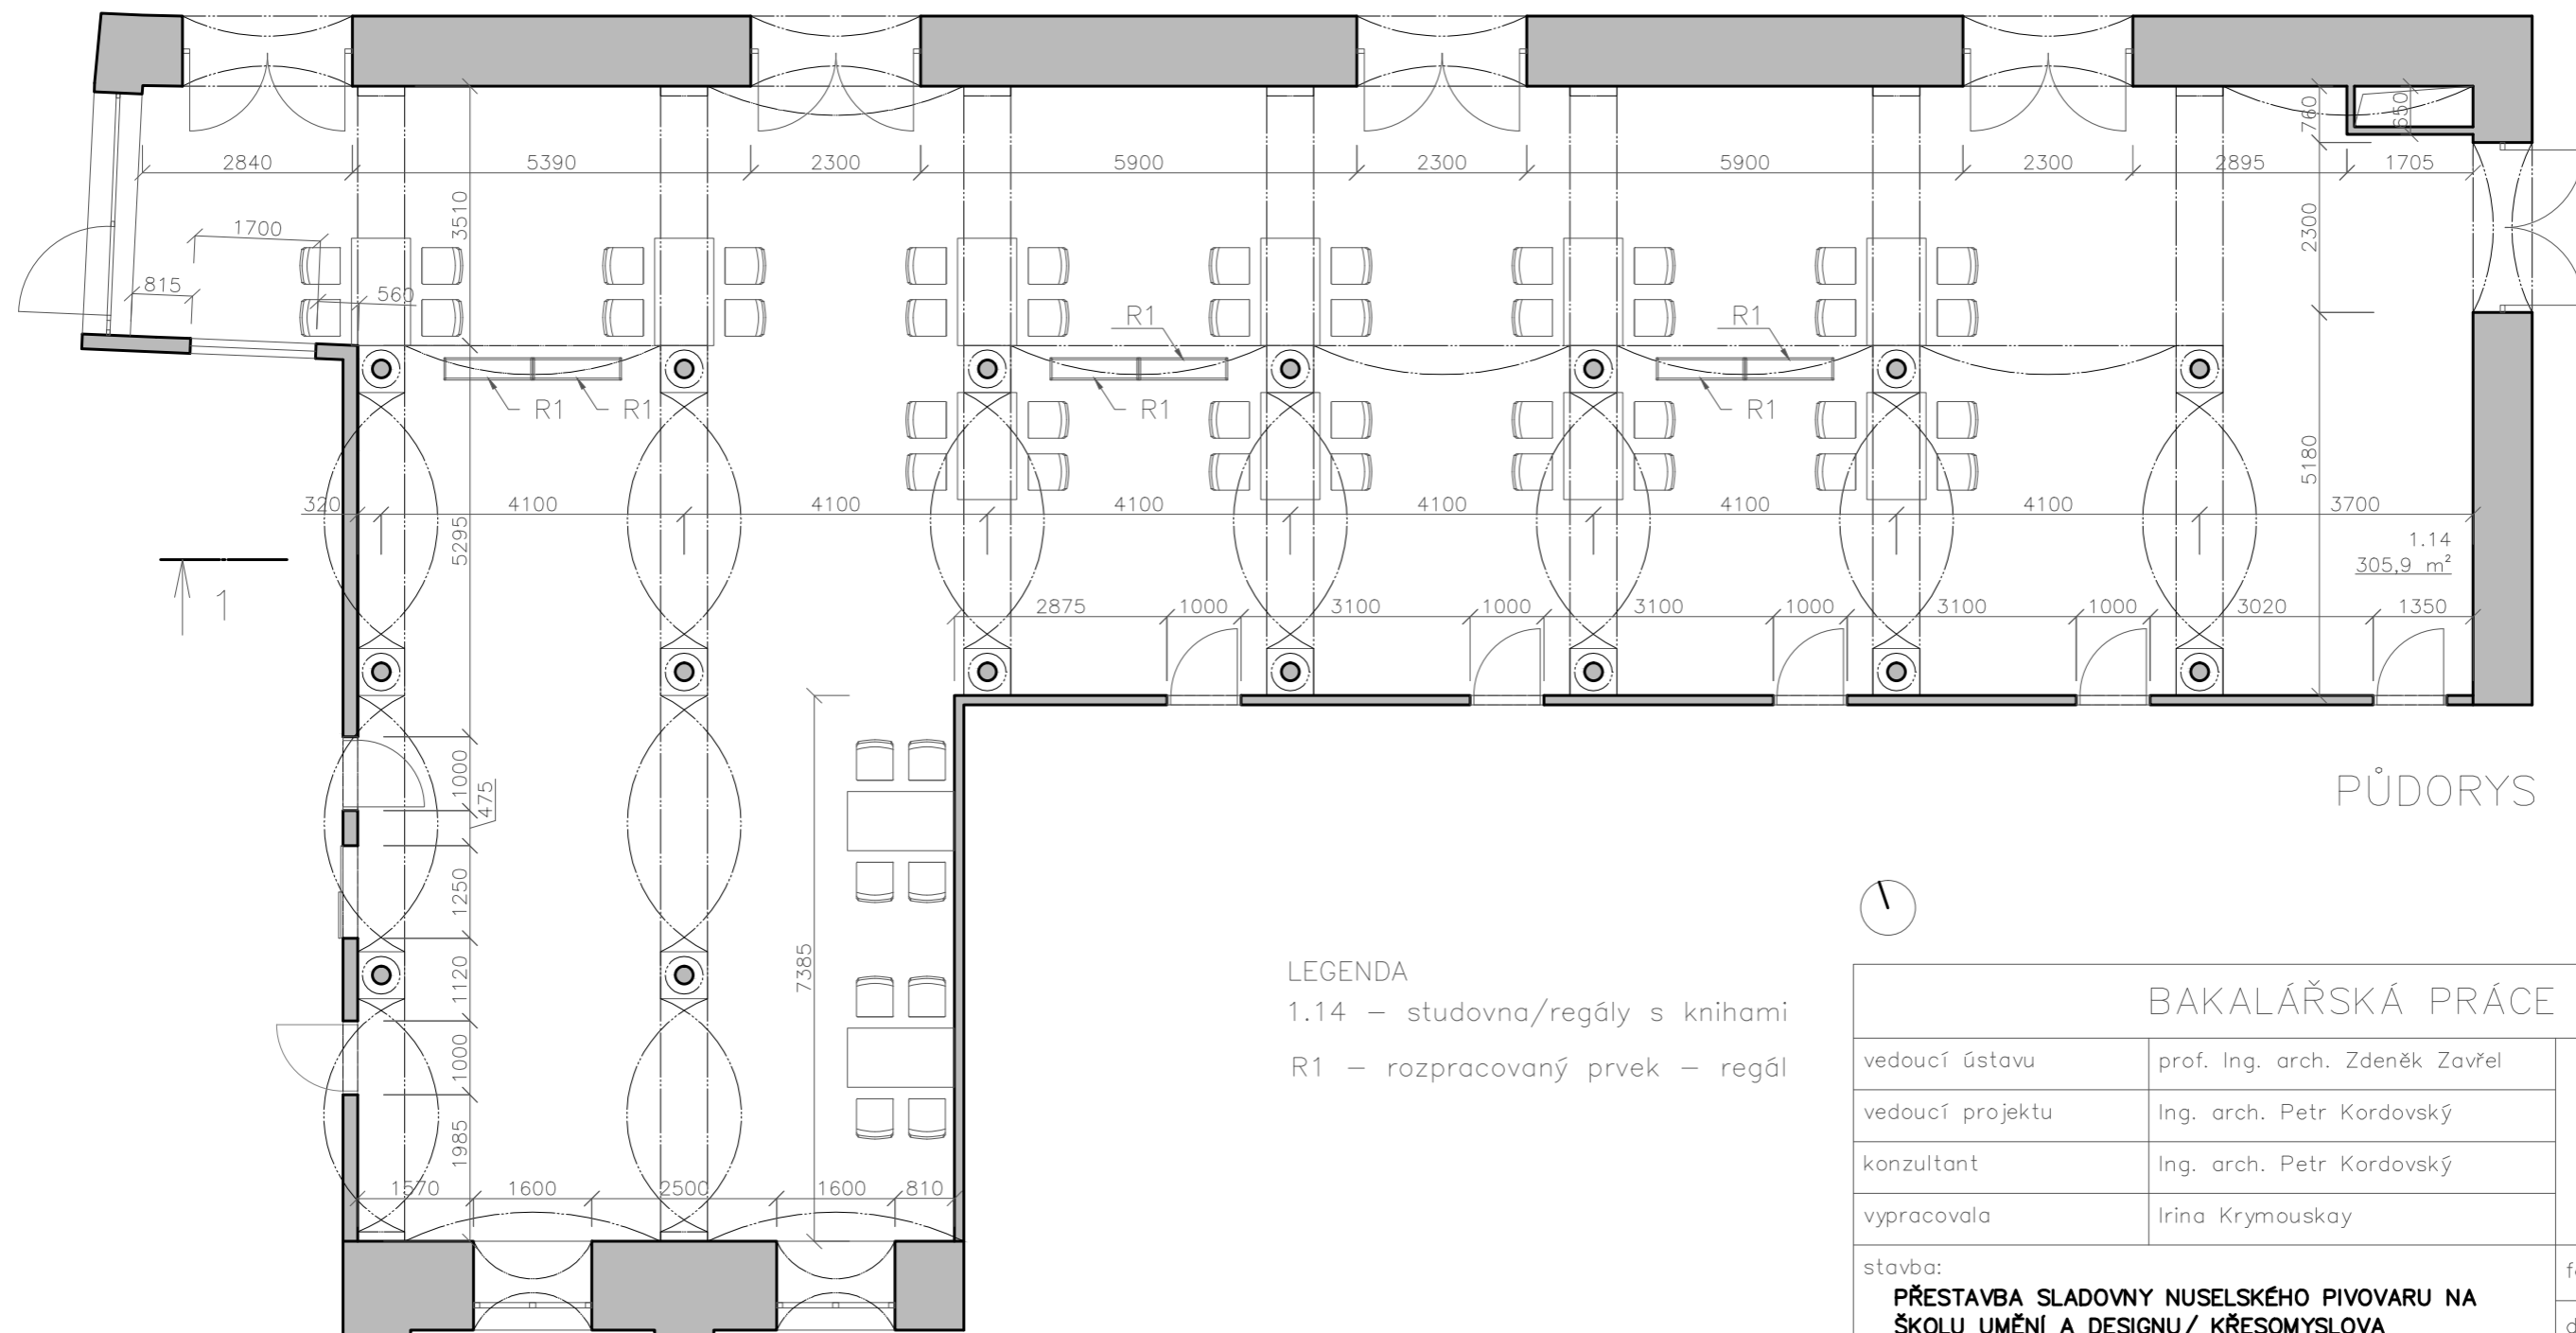 2840 5390 2300 5900 2300 5900 2300 2895 1705
760
650
3510
2300
1700
815
560
R1 R1
R1 R1 R1 R1
320 4100 4100 4100 4100 4100 4100 3700
5295
5180
1.14
305,9 m²
1
2875 1000 3100 1000 3100 1000 3100 1000 3020 1350
1000
475
1250
7385
1120
1000
1985
1570 1600 2500 1600 810
PŮDORYS
LEGENDA
1.14 – studovna/regály s knihami
R1 – rozpracovaný prvek – regál
BAKALÁŘSKÁ PRÁCE
vedoucí ústavu prof. Ing. arch. Zdeněk Zavřel
vedoucí projektu Ing. arch. Petr Kordovský
konzultant Ing. arch. Petr Kordovský
vypracovala Irina Krymouskay
stavba:
PŘESTAVBA SLADOVNY NUSELSKÉHO PIVOVARU NA
ŠKOLU UMĚNÍ A DESIGNU/ KŘESOMYSLOVA